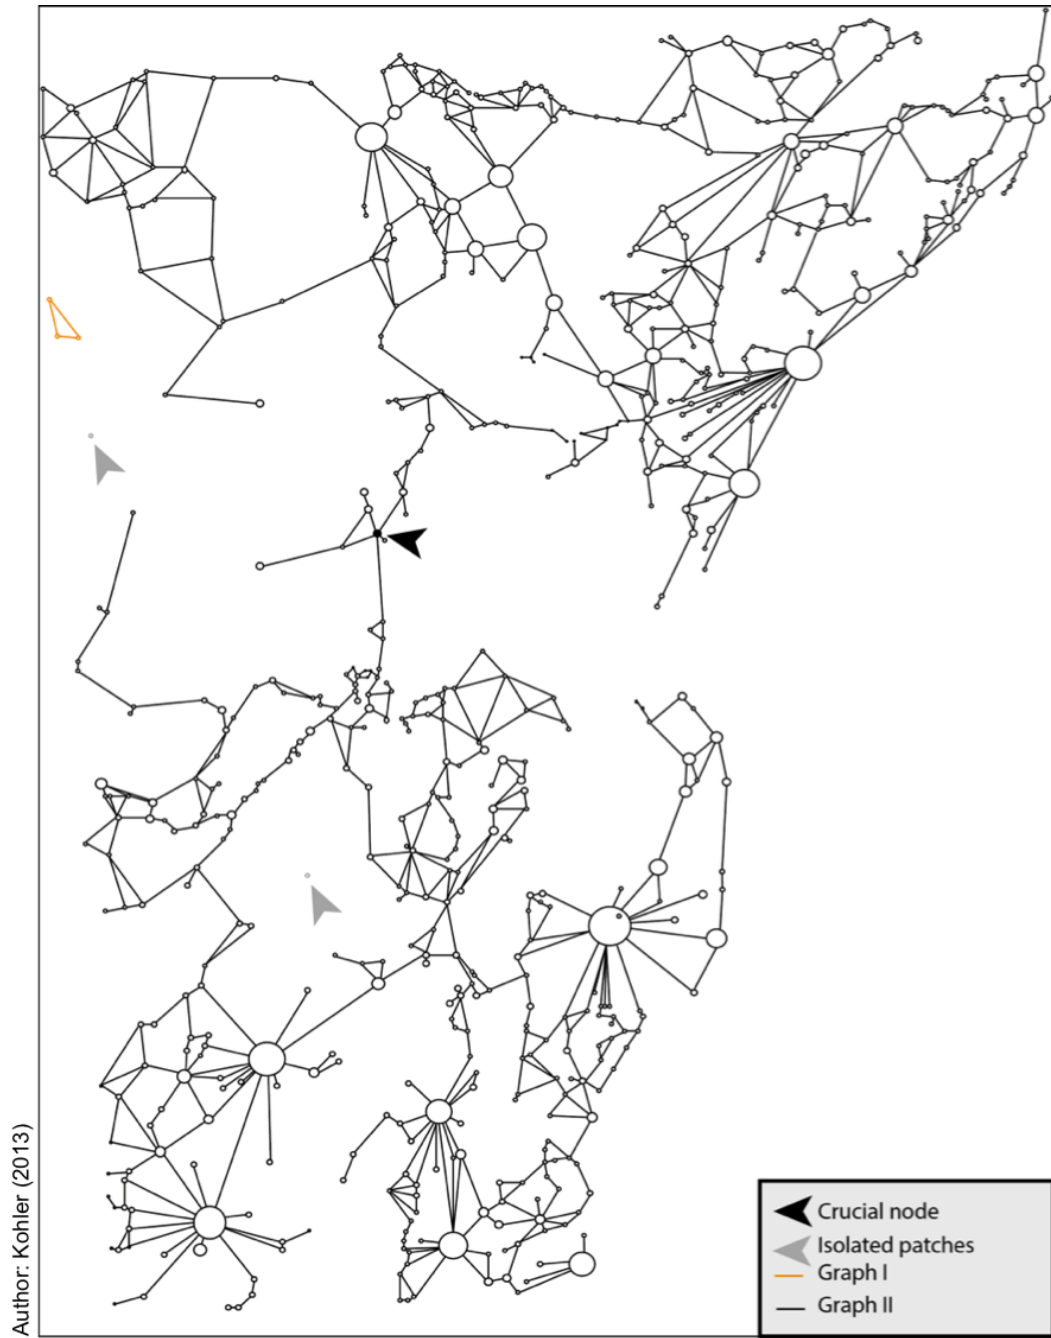 Author: Kohler (2013)
Crucial node
Isolated patches
Graph I
Graph II